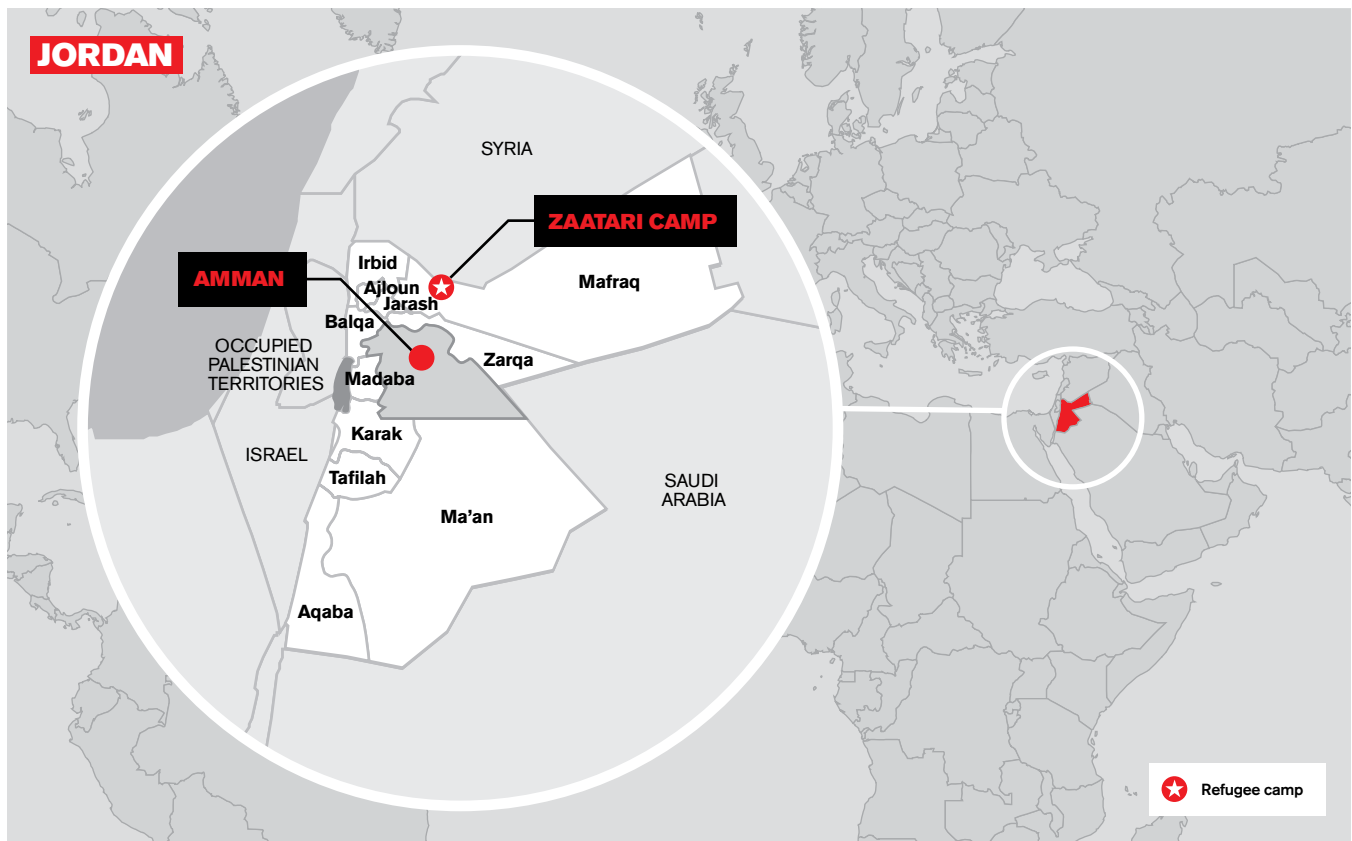 JORDAN
SYRIA
ZAATARI CAMP
AMMAN
Irbid
Ajloun
Jarash
Mafraq
Balqa
OCCUPIED
PALESTINIAN
TERRITORIES
Zarqa
Madaba
Karak
ISRAEL
Tafilah
SAUDI
ARABIA
Ma’an
Aqaba
Refugee camp